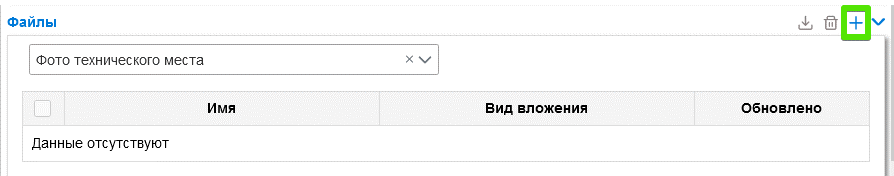 Файлы
Фото технического места
Имя Вид вложения Обновлено
Данные отсутствуют